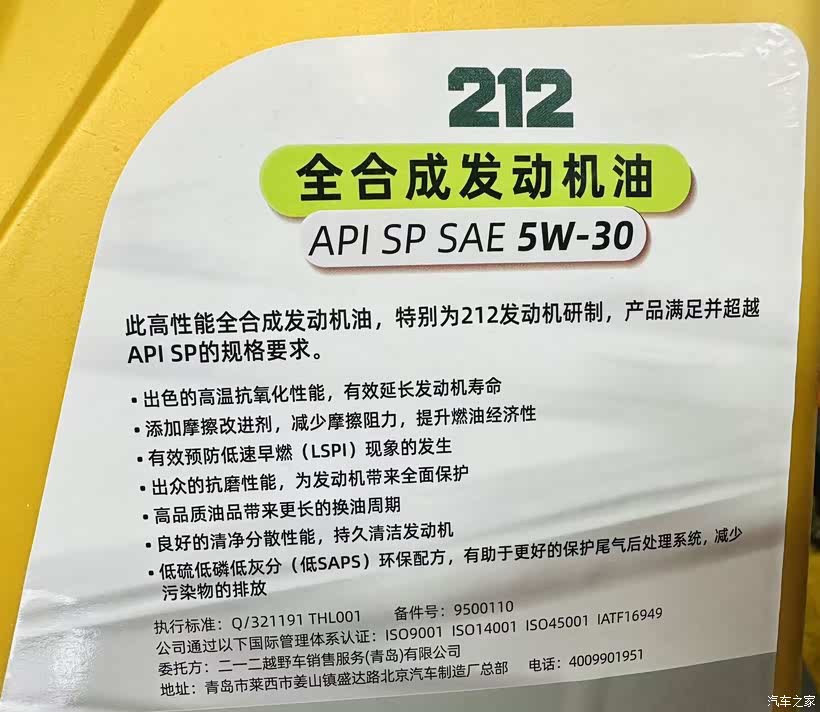 212
全合成发动机油
API SP SAE 5W-30
此高性能全合成发动机油，特别为212发动机研制，产品满足并超越
API SP的规格要求。
• 出色的高温抗氧化性能，有效延长发动机寿命
• 添加摩擦改进剂，减少摩擦阻力，提升燃油经济性
• 有效预防低速早燃（LSPI）现象的发生
• 出众的抗磨性能，为发动机带来全面保护
• 高品质油品带来更长的换油周期
• 良好的清净分散性能，持久清洁发动机
• 低硫低磷低灰分（低SAPS）环保配方，有助于更好的保护尾气后处理系统，减少
污染物的排放
执行标准：Q/321191 THL001 备件号：9500110
公司通过以下国际管理体系认证：ISO9001 ISO14001 ISO45001 IATF16949
委托方：二一二越野车销售服务(青岛)有限公司
地址：青岛市莱西市姜山镇盛达路北京汽车制造厂总部 电话：4009901951
汽车之家